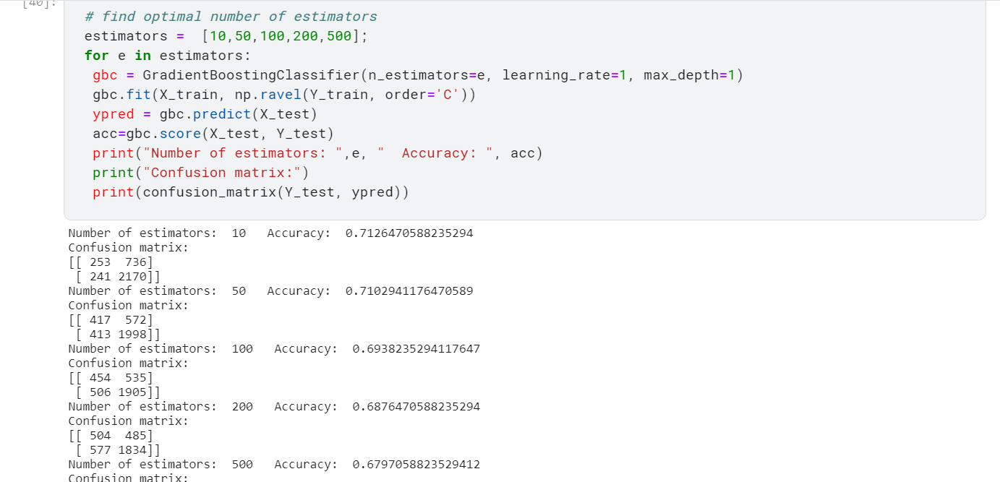 [40]:
# find optimal number of estimators
estimators =  [10,50,100,200,500];
for e in estimators:
 gbc = GradientBoostingClassifier(n_estimators=e, learning_rate=1, max_depth=1)
 gbc.fit(X_train, np.ravel(Y_train, order='C'))
 ypred = gbc.predict(X_test)
 acc=gbc.score(X_test, Y_test)
 print("Number of estimators: ",e, "  Accuracy: ", acc)
 print("Confusion matrix:")
 print(confusion_matrix(Y_test, ypred))
Number of estimators:  10   Accuracy:  0.7126470588235294
Confusion matrix:
[[ 253  736]
 [ 241 2170]]
Number of estimators:  50   Accuracy:  0.7102941176470589
Confusion matrix:
[[ 417  572]
 [ 413 1998]]
Number of estimators:  100   Accuracy:  0.6938235294117647
Confusion matrix:
[[ 454  535]
 [ 506 1905]]
Number of estimators:  200   Accuracy:  0.6876470588235294
Confusion matrix:
[[ 504  485]
 [ 577 1834]]
Number of estimators:  500   Accuracy:  0.6797058823529412
Confusion matrix: